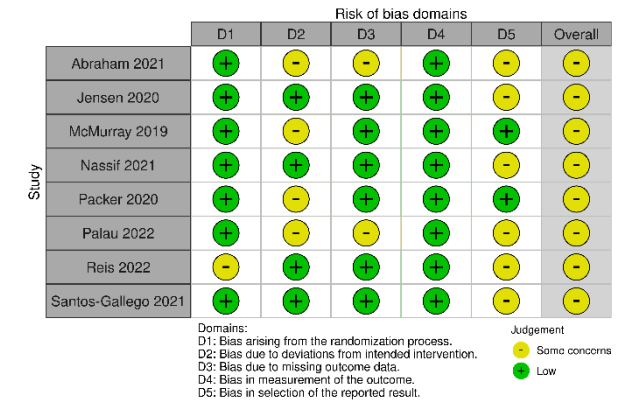 Risk of bias domains
D1 D2 D3 D4 D5 Overall
Study
Abraham 2021 + - - + - -
Jensen 2020 + + + + - -
McMurray 2019 + - + + + -
Nassif 2021 + + + + - -
Packer 2020 + - + + + -
Palau 2022 + - - + - -
Reis 2022 - + + + - -
Santos-Gallego 2021 + + + + - -
Domains:
D1: Bias arising from the randomization process.
D2: Bias due to deviations from intended intervention.
D3: Bias due to missing outcome data.
D4: Bias in measurement of the outcome.
D5: Bias in selection of the reported result.
Judgement
- Some concerns
+ Low